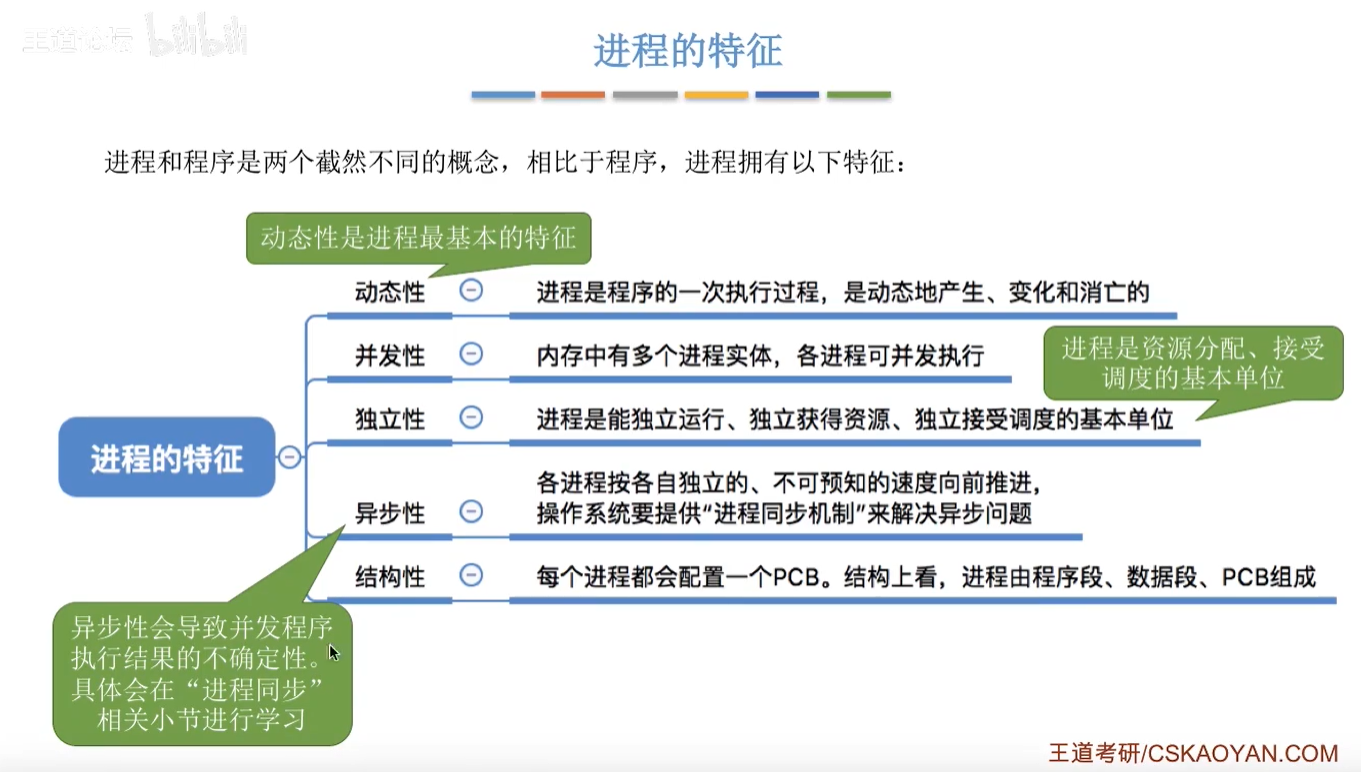 王道论坛 bilibili
进程的特征
进程和程序是两个截然不同的概念，相比于程序，进程拥有以下特征：
动态性是进程最基本的特征
动态性
进程是程序的一次执行过程，是动态地产生、变化和消亡的
并发性
内存中有多个进程实体，各进程可并发执行
进程是资源分配、接受
调度的基本单位
独立性
进程是能独立运行、独立获得资源、独立接受调度的基本单位
进程的特征
异步性
各进程按各自独立的、不可预知的速度向前推进，
操作系统要提供“进程同步机制”来解决异步问题
结构性
每个进程都会配置一个PCB。结构上看，进程由程序段、数据段、PCB组成
异步性会导致并发程序
执行结果的不确定性。
具体会在“进程同步”
相关小节进行学习
王道考研/CSKAOYAN.COM